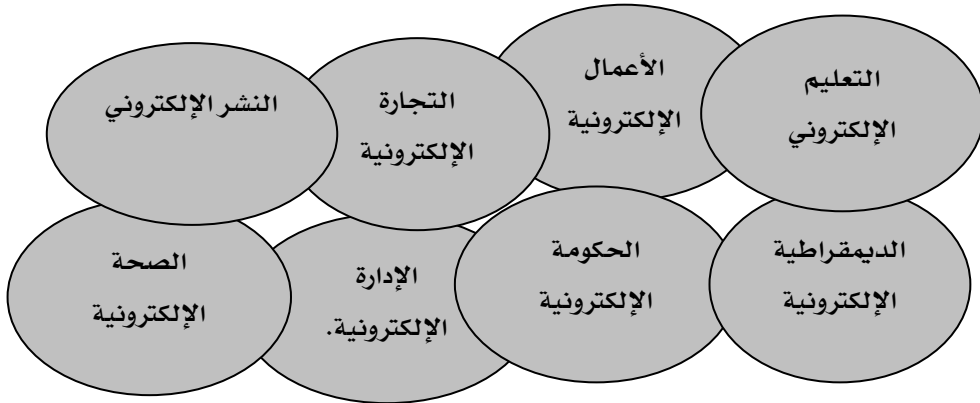 التعليم
الإلكتروني
الأعمال
الإلكترونية
التجارة
الإلكترونية
النشر الإلكتروني
الديمقراطية
الإلكترونية
الحكومة
الإلكترونية
الإدارة
الإلكترونية.
الصحة
الإلكترونية